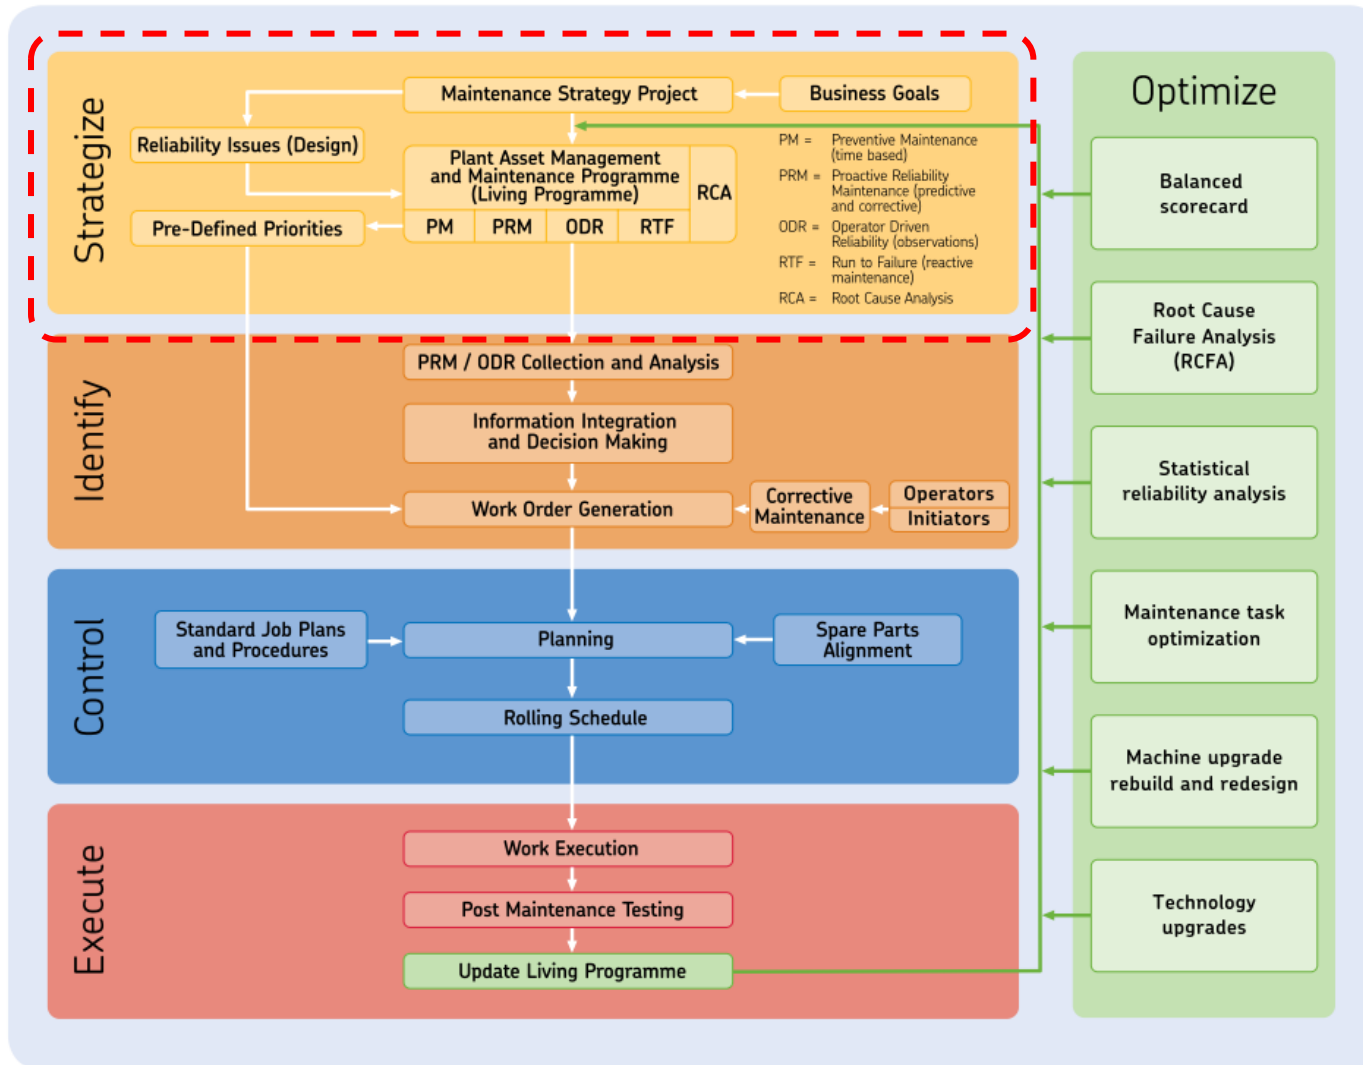 Strategize
Maintenance Strategy Project
Business Goals
Reliability Issues (Design)
Plant Asset Management
and Maintenance Programme
(Living Programme)
RCA
PM
PRM
ODR
RTF
Pre-Defined Priorities
PM = Preventive Maintenance
(time based)
PRM = Proactive Reliability
Maintenance (predictive
and corrective)
ODR = Operator Driven
Reliability (observations)
RTF = Run to Failure (reactive
maintenance)
RCA = Root Cause Analysis
Identify
PRM / ODR Collection and Analysis
Information Integration
and Decision Making
Work Order Generation
Corrective
Maintenance
Operators
Initiators
Control
Standard Job Plans
and Procedures
Planning
Spare Parts
Alignment
Rolling Schedule
Execute
Work Execution
Post Maintenance Testing
Update Living Programme
Optimize
Balanced
scorecard
Root Cause
Failure Analysis
(RCFA)
Statistical
reliability analysis
Maintenance task
optimization
Machine upgrade
rebuild and redesign
Technology
upgrades